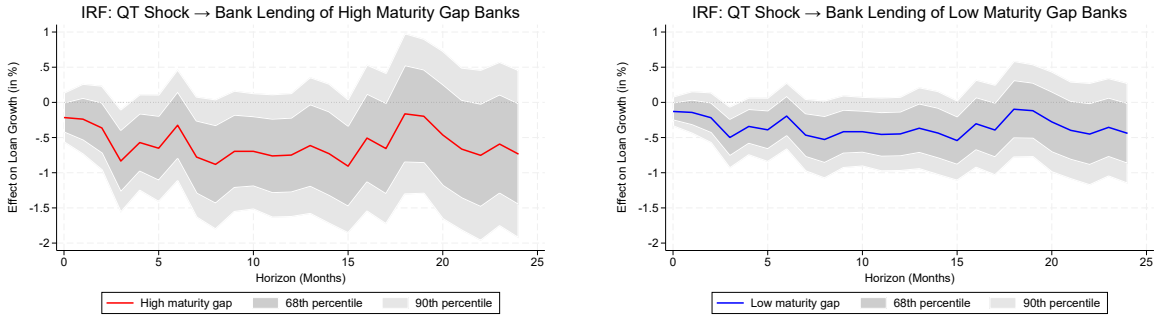 IRF: QT Shock → Bank Lending of High Maturity Gap Banks
Effect on Loan Growth (in %)
1
.5
0
-.5
-1
-1.5
-2
0 5 10 15 20 25
Horizon (Months)
High maturity gap 68th percentile 90th percentile
IRF: QT Shock → Bank Lending of Low Maturity Gap Banks
Effect on Loan Growth (in %)
1
.5
0
-.5
-1
-1.5
-2
0 5 10 15 20 25
Horizon (Months)
Low maturity gap 68th percentile 90th percentile